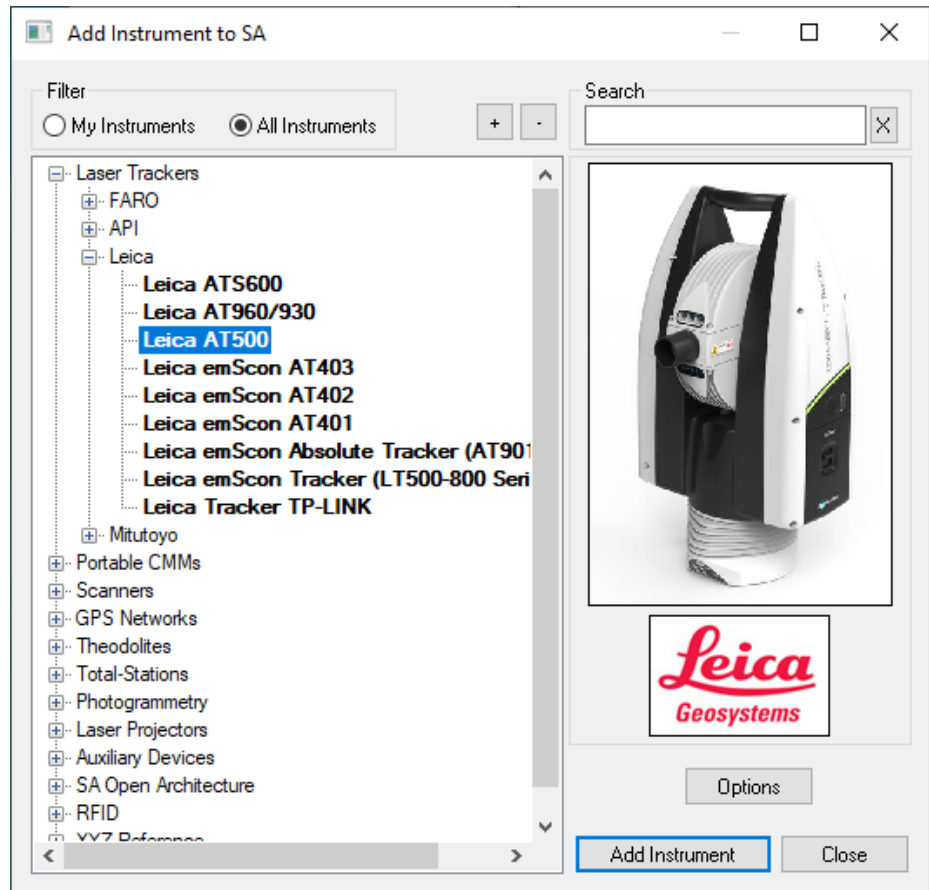 Add Instrument to SA
Filter
My Instruments
All Instruments
+
-
Search
X
Laser Trackers
FARO
API
Leica
Leica ATS600
Leica AT960/930
Leica AT500
Leica emScon AT403
Leica emScon AT402
Leica emScon AT401
Leica emScon Absolute Tracker (AT901
Leica emScon Tracker (LT500-800 Seri
Leica Tracker TP-LINK
Mitutoyo
Portable CMMs
Scanners
GPS Networks
Theodolites
Total-Stations
Photogrammetry
Laser Projectors
Auxiliary Devices
SA Open Architecture
RFID
XYZ Reference
Leica
Geosystems
Options
Add Instrument
Close